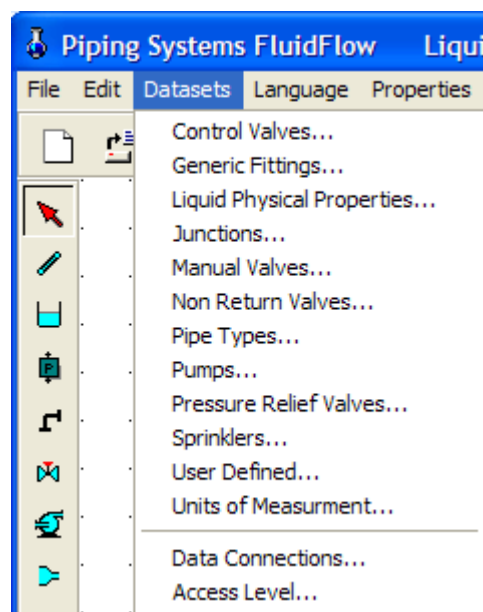 Piping Systems FluidFlow Liqui
File Edit Datasets Language Properties
Control Valves...
Generic Fittings...
Liquid Physical Properties...
Junctions...
Manual Valves...
Non Return Valves...
Pipe Types...
Pumps...
Pressure Relief Valves...
Sprinklers...
User Defined...
Units of Measurment...
Data Connections...
Access Level...
P